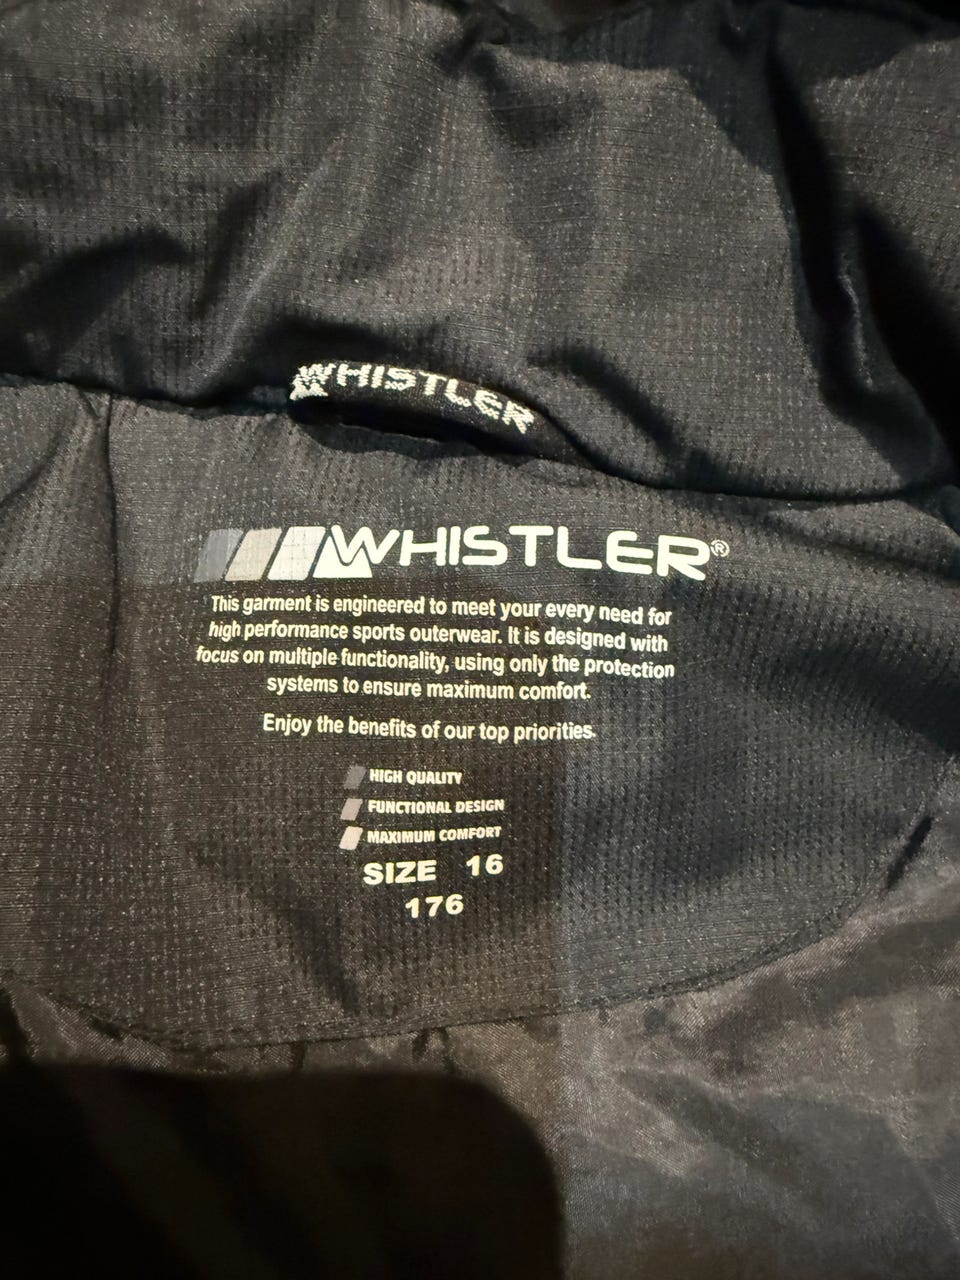 WHISTLER
WHISTLER®
This garment is engineered to meet your every need for
high performance sports outerwear. It is designed with
focus on multiple functionality, using only the protection
systems to ensure maximum comfort.
Enjoy the benefits of our top priorities.
HIGH QUALITY
FUNCTIONAL DESIGN
MAXIMUM COMFORT
SIZE 16
176